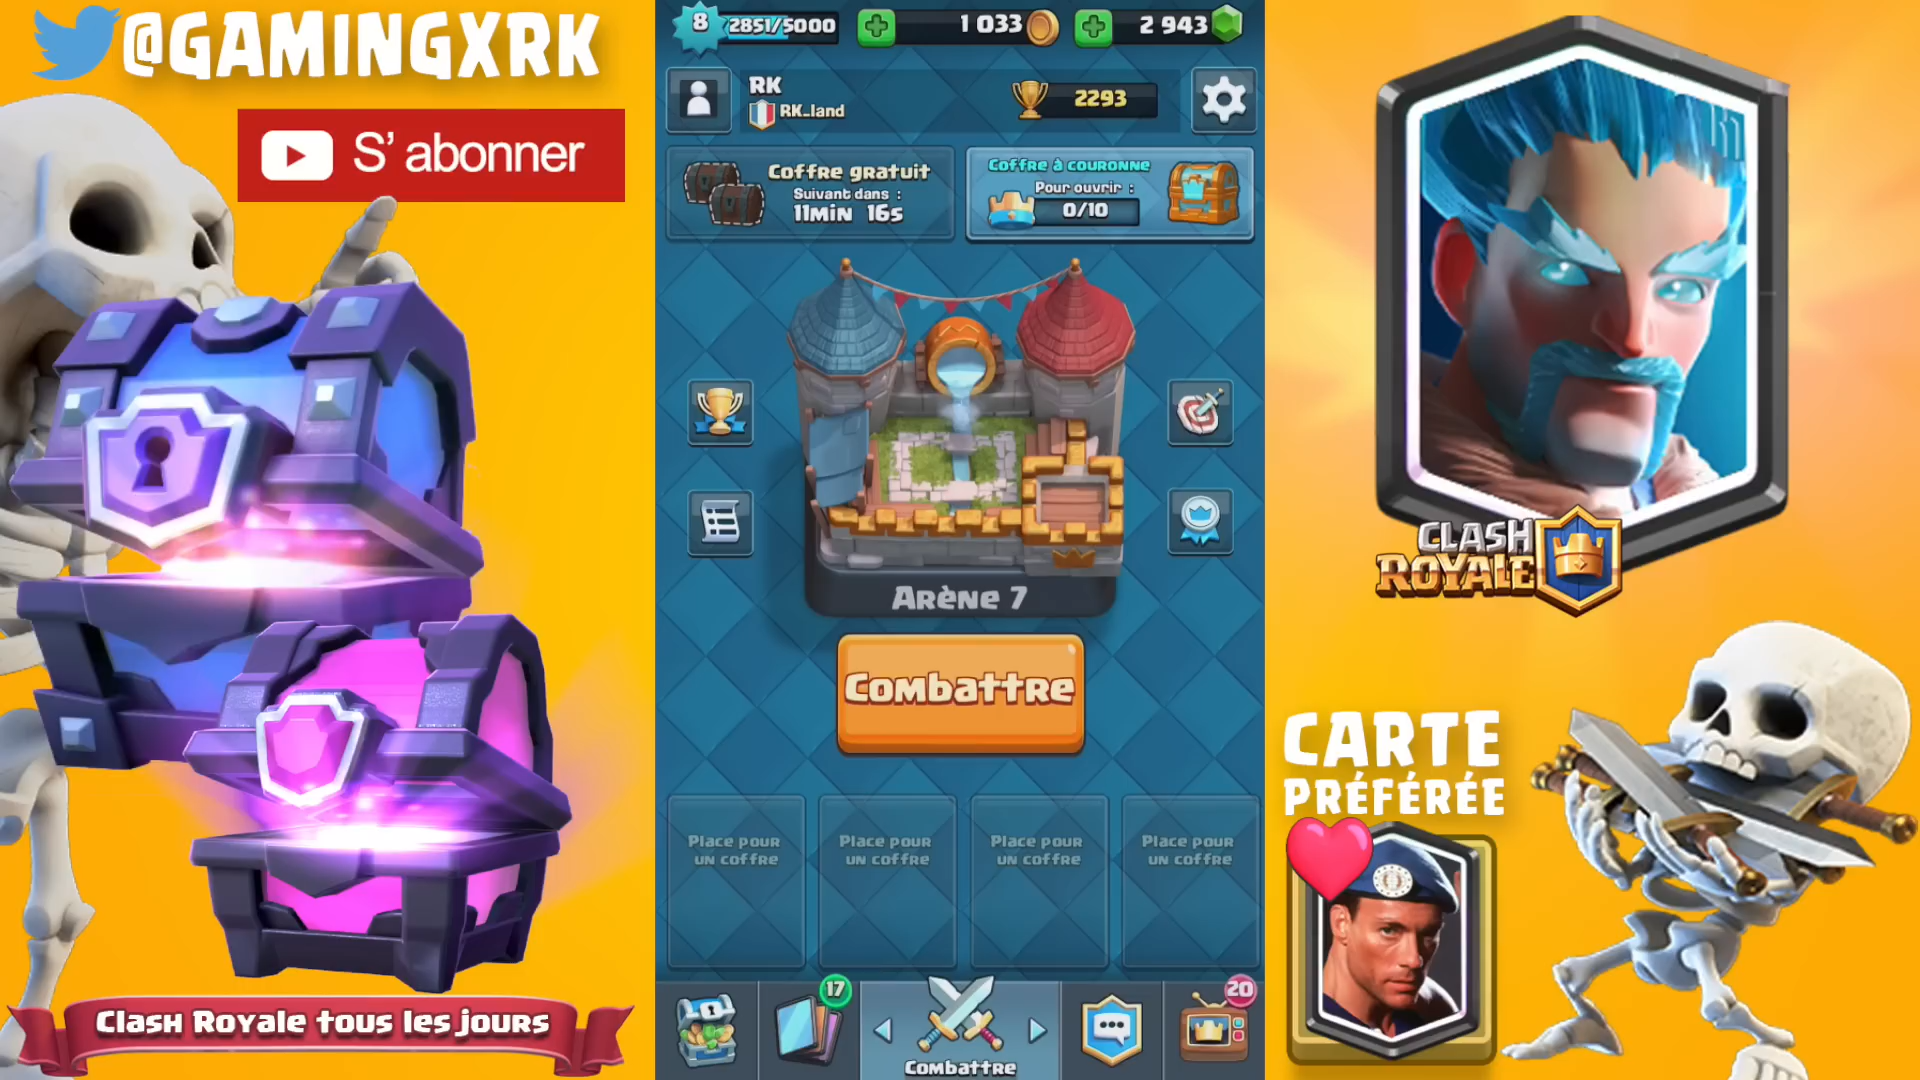 @GAMINGXRK
S' abonner
8
2851/5000
1 033
2 943
RK
RK_land
2293
Coffre gratuit
Suivant dans :
11min 16s
Coffre à couronne
Pour ouvrir :
0/10
Arène 7
Combattre
Place pour
un coffre
Place pour
un coffre
Place pour
un coffre
Place pour
un coffre
17
20
Combattre
Clash Royale tous les jours
CLASH
ROYALE
CARTE
PRÉFÉRÉE